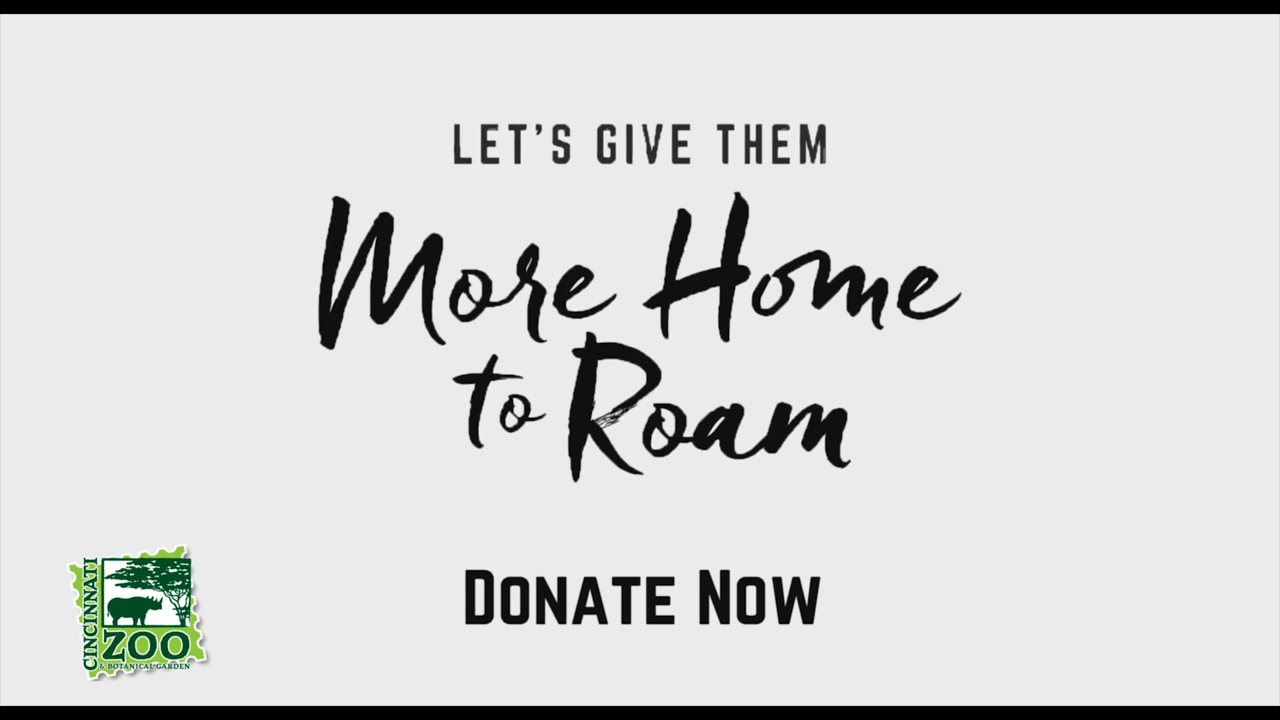 LET'S GIVE THEM
More Home
to Roam
DONATE NOW
CINCINNATI
ZOO
& BOTANICAL GARDEN